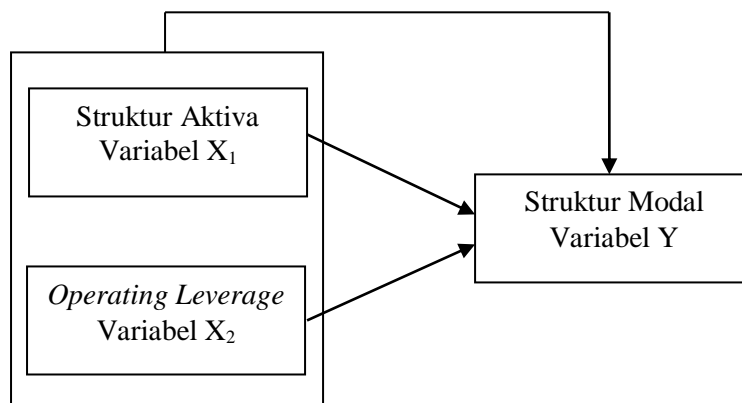 Struktur Aktiva
Variabel X₁
Struktur Modal
Variabel Y
Operating Leverage
Variabel X₂